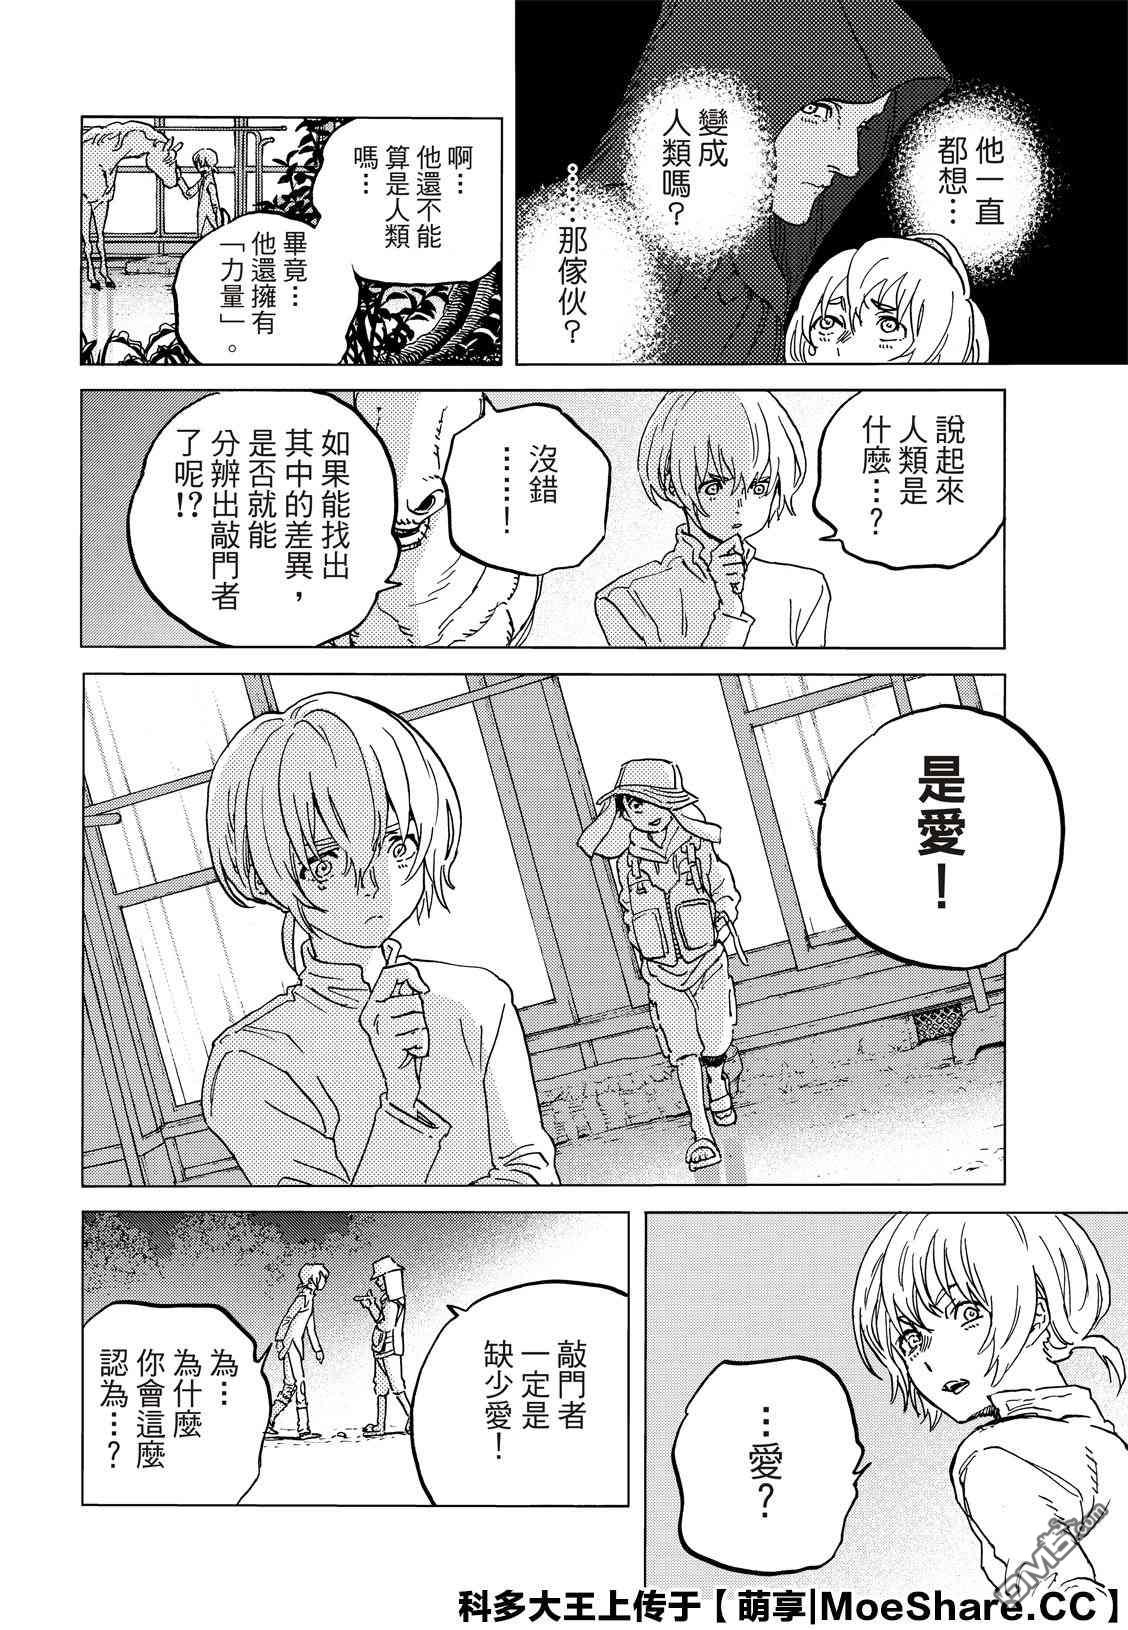 他一直
都想…
變成
人類嗎？
……那傢伙？
啊…
他還不能
算是人類
嗎…
畢竟…
他還擁有
「力量」。
說起來
人類是
什麼…？
沒錯
……！
如果能找出
其中的差異，
是否就能
分辨出敲門者
了呢!?
是愛！
…愛？
敲門者
一定是
缺少愛！
為…
為什麼
你會這麼
認為…？
DM5.com
科多大王上传于【萌享|MoeShare.CC】